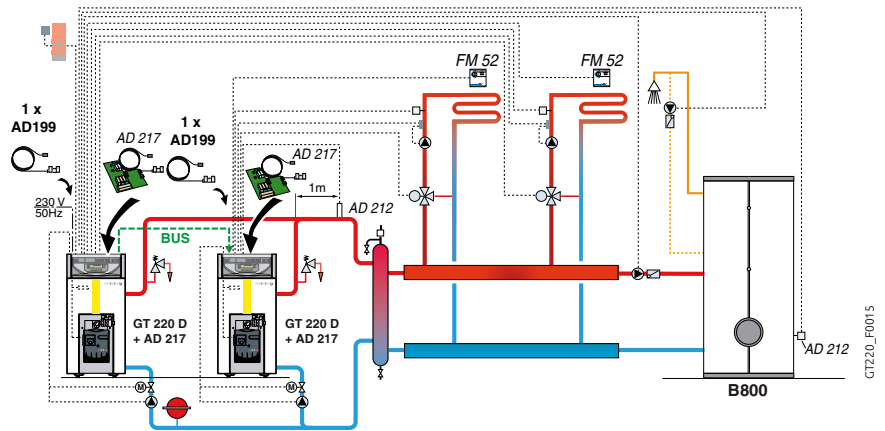 FM 52
FM 52
1 x
AD199
AD 217
1 x
AD199
AD 217
230 V
50Hz
1m
AD 212
BUS
GT 220 D
+ AD 217
GT 220 D
+ AD 217
M
M
AD 212
B800
GT220_F0015